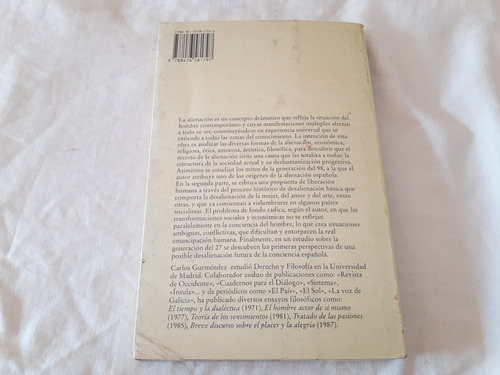 La alienación es un concepto dramático que refleja la situación del
hombre contemporáneo y cuyas manifestaciones múltiples afectan
a todo su ser, constituyéndose en experiencia universal que se
extiende a todas las zonas del conocimiento. La intención de esta
obra es analizar las diversas formas de la alienación, económica,
religiosa, ética, amorosa, artística, filosófica, para descubrir que el
secreto de la alienación tiene una causa que las totaliza a todas: la
estructura de la sociedad actual y su deshumanización progresiva.
Asimismo se estudian los mitos de la generación del 98, a la que
el autor atribuye uno de los orígenes de la alienación española.
En la segunda parte, se esboza una propuesta de liberación
humana a través del proceso histórico de desalienación básica que
comporta la desalienación de la mujer, del amor y del arte, entre
otras, y que ya comienzan a vislumbrarse en algunos países
socialistas. El problema de fondo radica, según el autor, en que las
transformaciones sociales y económicas no se reflejan
paralelamente en la conciencia del hombre, lo que crea situaciones
ambiguas, conflictivas, que dificultan y entorpecen la real
emancipación humana. Finalmente, en un estudio sobre la
generación del 27 se descubren las primeras perspectivas de una
posible desalienación futura de la conciencia española.
Carlos Gurméndez estudió Derecho y Filosofía en la Universidad
de Madrid. Colaborador asiduo de publicaciones como: «Revista
de Occidente», «Cuadernos para el Diálogo», «Sistema»,
«Insula»... y de periódicos como «El País», «El Sol», «La voz de
Galicia», ha publicado diversos ensayos filosóficos como:
El tiempo y la dialéctica (1971), El hombre actor de sí mismo
(1977), Teoría de los sentimientos (1981), Tratado de las pasiones
(1985), Breve discurso sobre el placer y la alegría (1987).